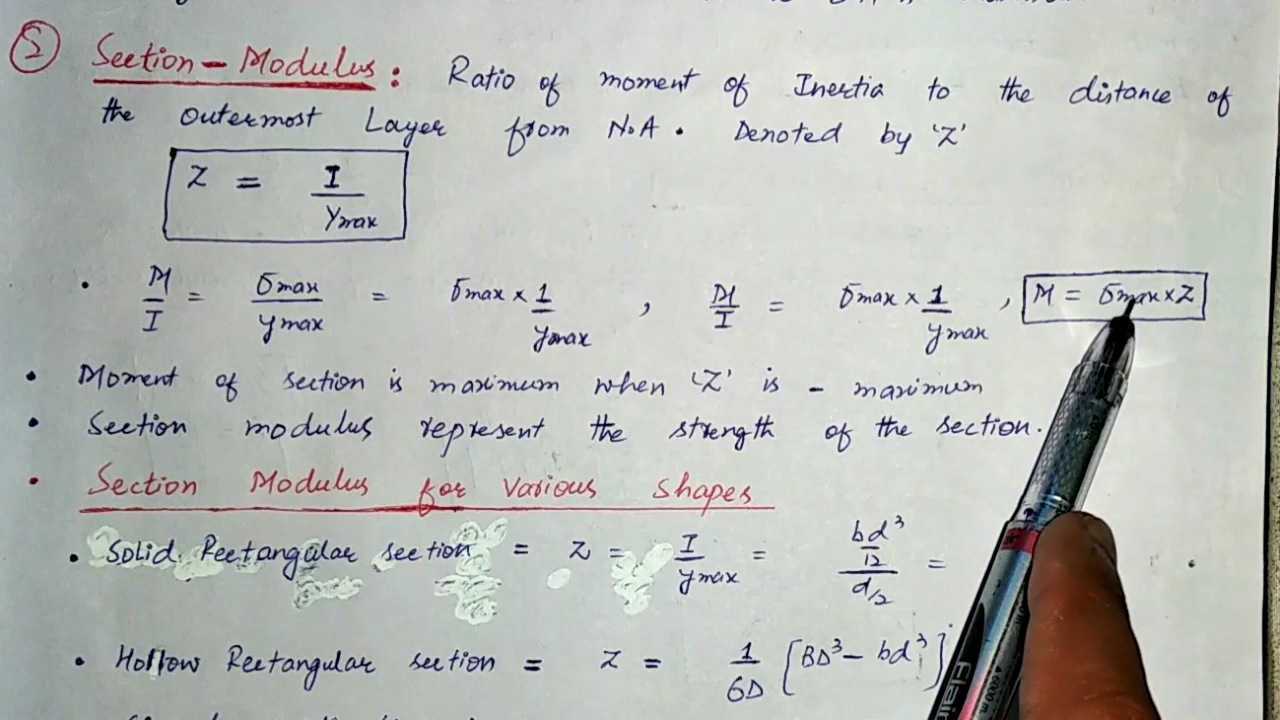 ⑤ Section - Modulus : Ratio of moment of Inertia to the distance of
the outermost Layer from N.A. Denoted by 'Z'
Z = I / Ymax
• M/I = σmax/ymax = σmax × 1/ymax , M/I = σmax × 1/ymax , M = σmax × Z
• Moment of section is maximum when 'Z' is - maximum
• Section modulus represent the strength of the section.
• Section Modulus for various shapes
• Solid Rectangular section = Z = I/ymax = bd³/12 / d/2 =
• Hollow Rectangular section = Z = 1/6D [BD³ - bd³]